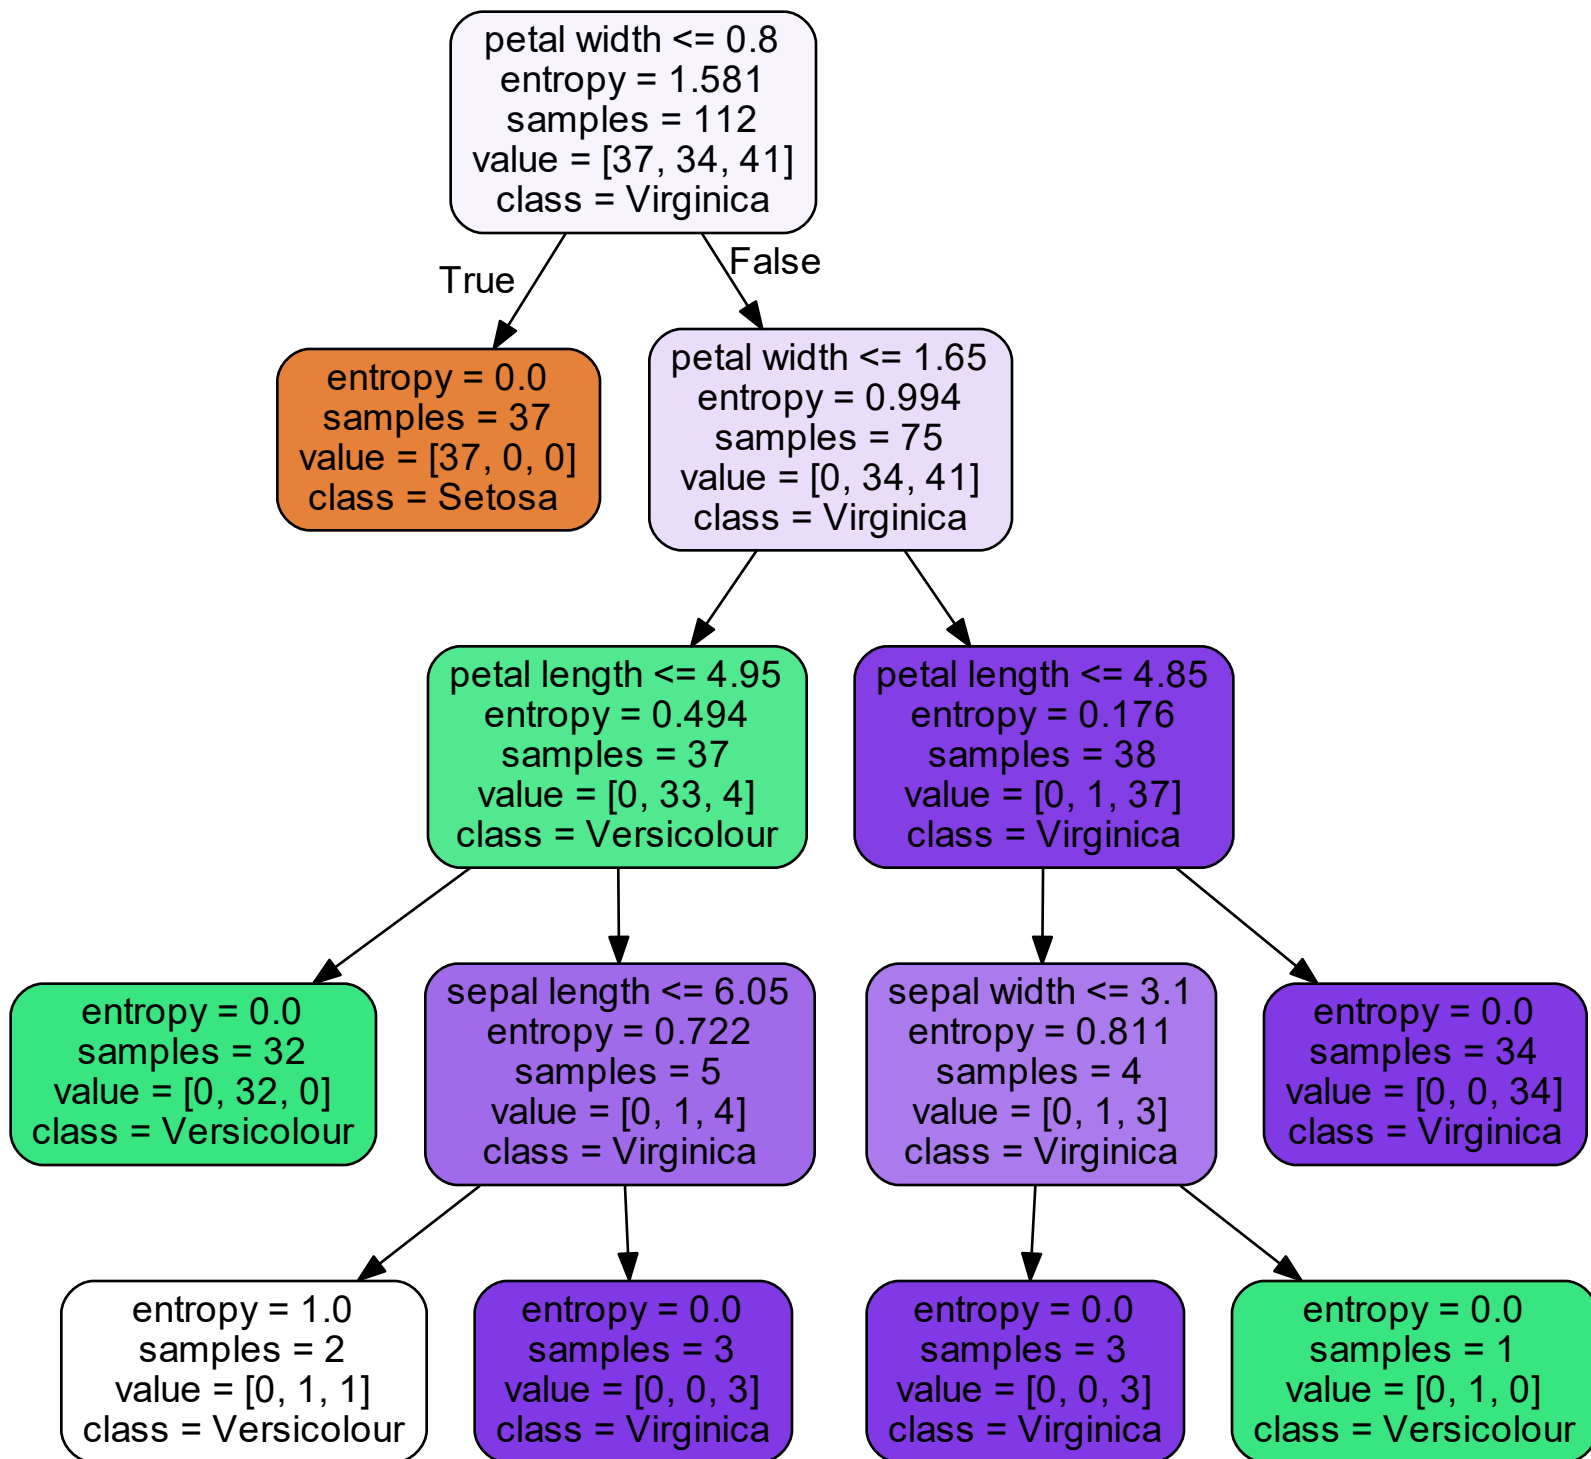 petal width <= 0.8
entropy = 1.581
samples = 112
value = [37, 34, 41]
class = Virginica
True
False
entropy = 0.0
samples = 37
value = [37, 0, 0]
class = Setosa
petal width <= 1.65
entropy = 0.994
samples = 75
value = [0, 34, 41]
class = Virginica
petal length <= 4.95
entropy = 0.494
samples = 37
value = [0, 33, 4]
class = Versicolour
petal length <= 4.85
entropy = 0.176
samples = 38
value = [0, 1, 37]
class = Virginica
entropy = 0.0
samples = 32
value = [0, 32, 0]
class = Versicolour
sepal length <= 6.05
entropy = 0.722
samples = 5
value = [0, 1, 4]
class = Virginica
sepal width <= 3.1
entropy = 0.811
samples = 4
value = [0, 1, 3]
class = Virginica
entropy = 0.0
samples = 34
value = [0, 0, 34]
class = Virginica
entropy = 1.0
samples = 2
value = [0, 1, 1]
class = Versicolour
entropy = 0.0
samples = 3
value = [0, 0, 3]
class = Virginica
entropy = 0.0
samples = 3
value = [0, 0, 3]
class = Virginica
entropy = 0.0
samples = 1
value = [0, 1, 0]
class = Versicolour